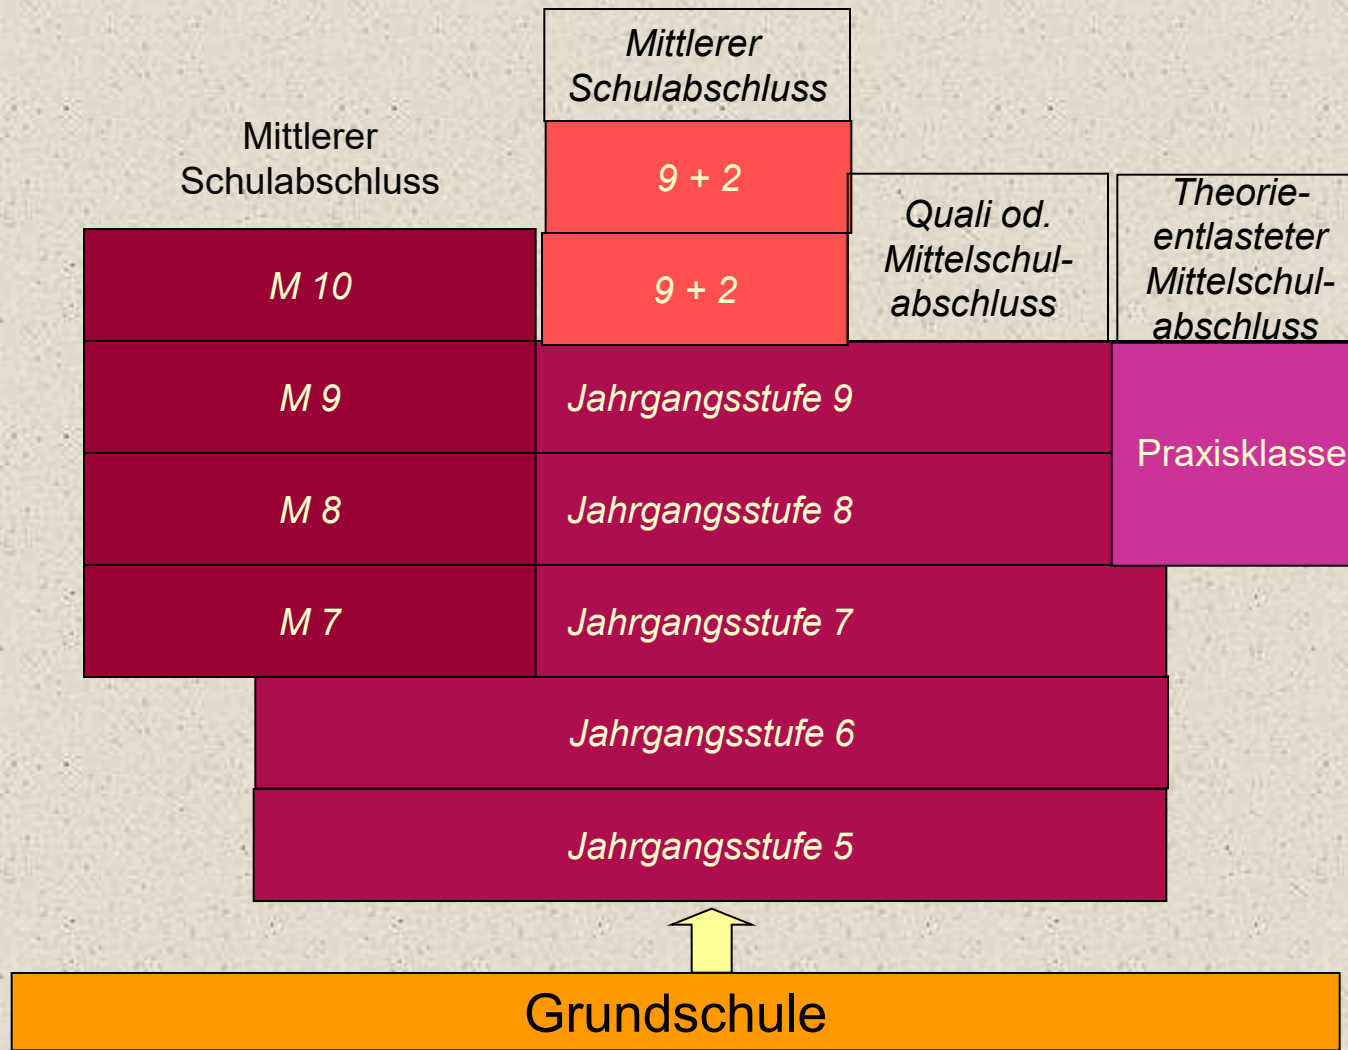 Mittlerer
Schulabschluss
Mittlerer
Schulabschluss
9 + 2
Quali od.
Mittelschul-
abschluss
Theorie-
entlasteter
Mittelschul-
abschluss
M 10
9 + 2
M 9
Jahrgangsstufe 9
Praxisklasse
M 8
Jahrgangsstufe 8
M 7
Jahrgangsstufe 7
Jahrgangsstufe 6
Jahrgangsstufe 5
Grundschule